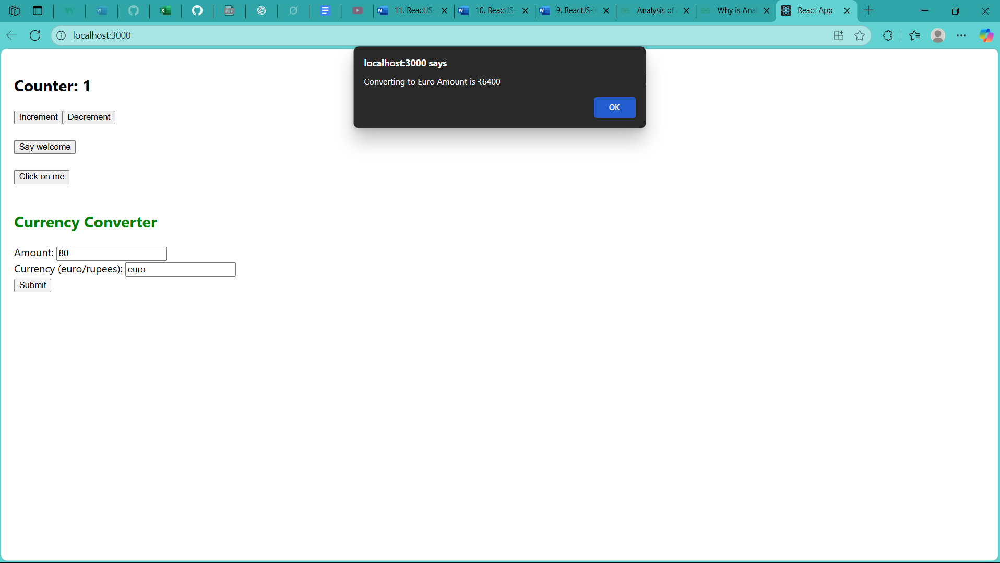 11. ReactJS-
10. ReactJS-
9. ReactJS-H
Analysis of
Why is Anal
React App
localhost:3000
localhost:3000 says
Converting to Euro Amount is ₹6400
OK
Counter: 1
Increment
Decrement
Say welcome
Click on me
Currency Converter
Amount: 80
Currency (euro/rupees): euro
Submit